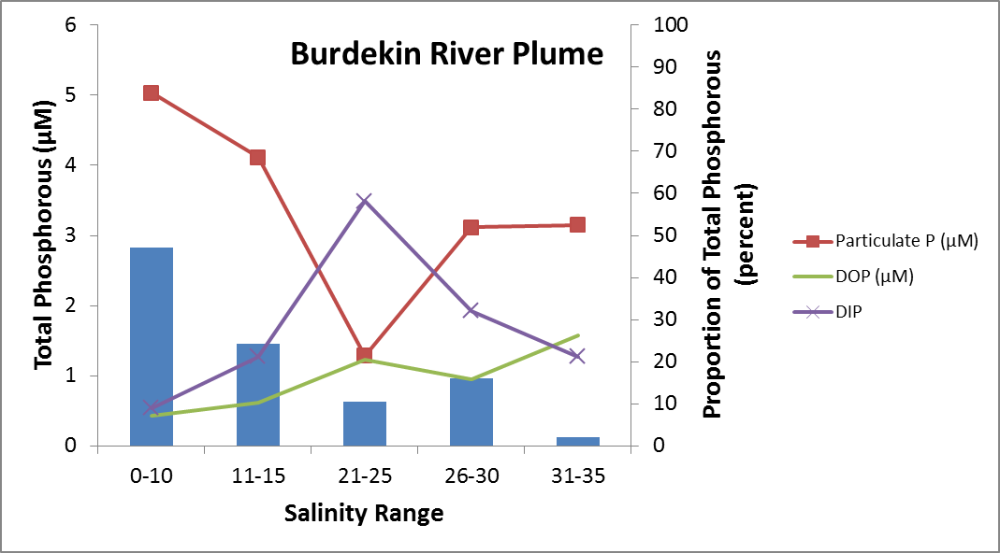 Burdekin River Plume
Total Phosphorous (µM)
6
5
4
3
2
1
0
100
90
80
70
60
50
40
30
20
10
0
Proportion of Total Phosphorous
(percent)
0-10 11-15 21-25 26-30 31-35
Salinity Range
Particulate P (µM)
DOP (µM)
DIP